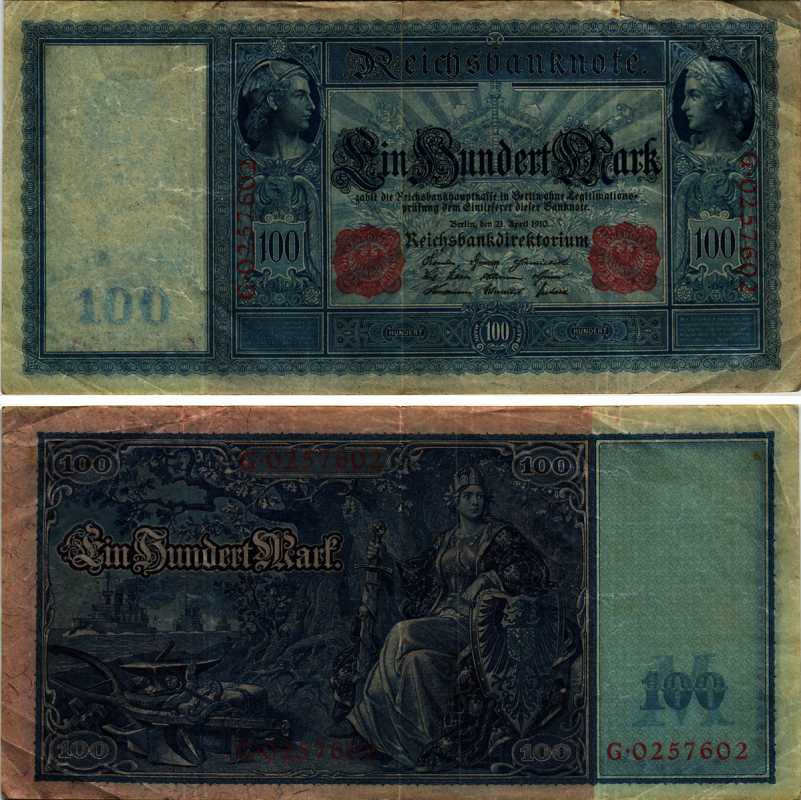 Reichsbanknote.
Ein Hundert Mark
zahlt die Reichsbankhauptkasse in Berlin ohne Legitimations-
prüfung dem Einlieferer dieser Banknote.
Berlin, den 21. April 1910.
Reichsbankdirektorium
G·0257602
G·0257602
100
100
100
HUNDERT
100
HUNDERT
100
G·0257602
100
Ein Hundert Mark.
M
100
100
G·0257602
100
G·0257602